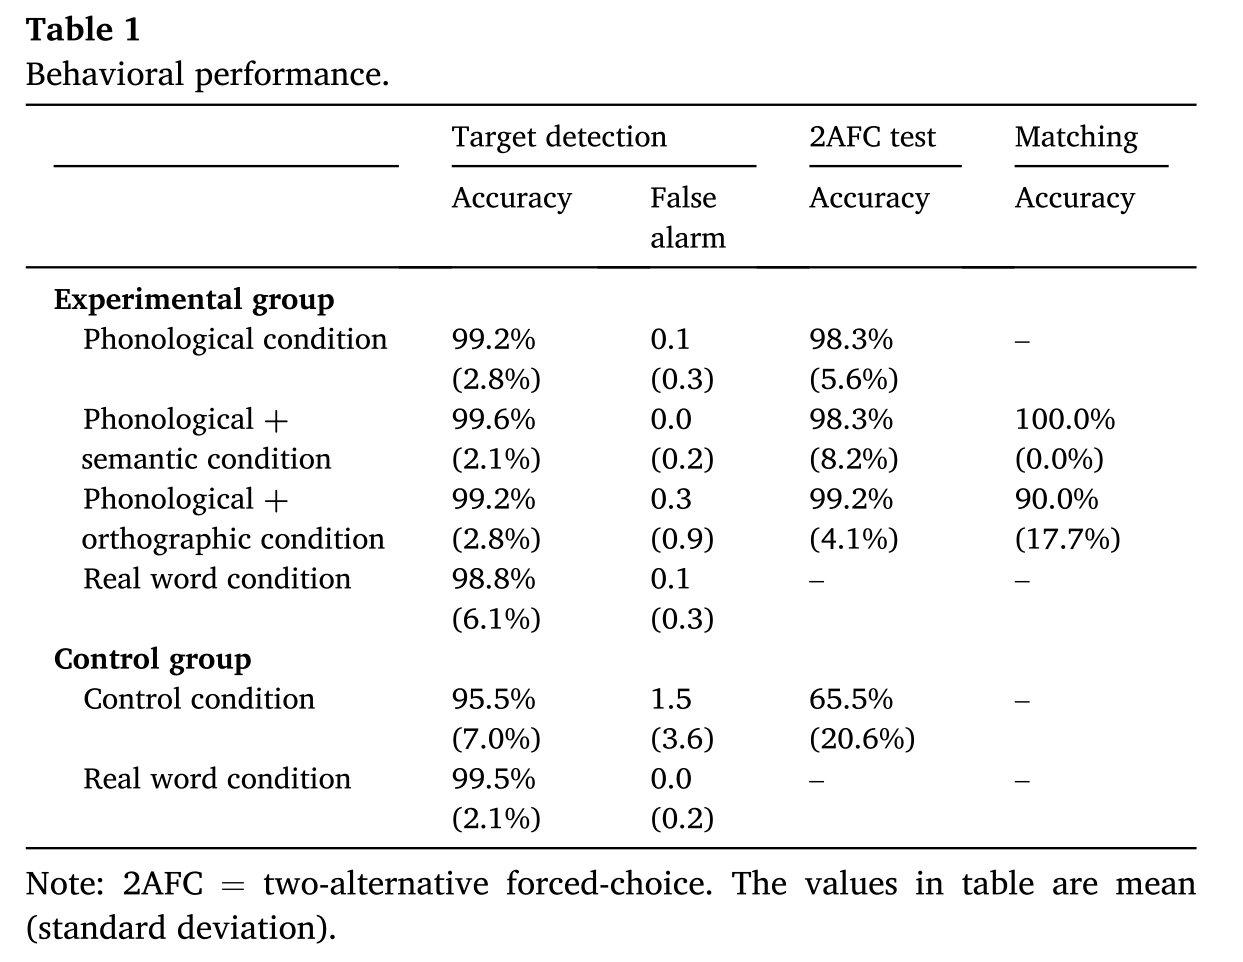 Table 1
Behavioral performance.
Target detection 2AFC test Matching
Accuracy False alarm Accuracy Accuracy
Experimental group
Phonological condition 99.2% 0.1 98.3% –
(2.8%) (0.3) (5.6%)
Phonological + 99.6% 0.0 98.3% 100.0%
semantic condition (2.1%) (0.2) (8.2%) (0.0%)
Phonological + 99.2% 0.3 99.2% 90.0%
orthographic condition (2.8%) (0.9) (4.1%) (17.7%)
Real word condition 98.8% 0.1 – –
(6.1%) (0.3)
Control group
Control condition 95.5% 1.5 65.5% –
(7.0%) (3.6) (20.6%)
Real word condition 99.5% 0.0 – –
(2.1%) (0.2)
Note: 2AFC = two-alternative forced-choice. The values in table are mean
(standard deviation).